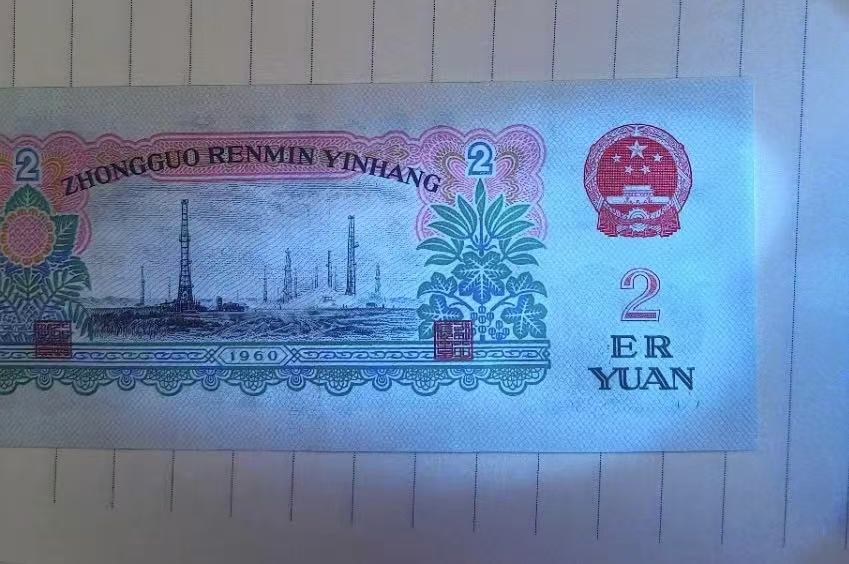 2
ZHONGGUO RENMIN YINHANG
2
1960
2
ER
YUAN